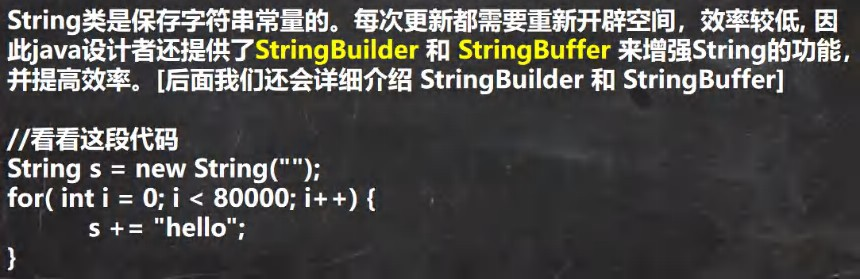 String类是保存字符串常量的。每次更新都需要重新开辟空间，效率较低, 因
此java设计者还提供了StringBuilder 和 StringBuffer 来增强String的功能，
并提高效率。[后面我们还会详细介绍 StringBuilder 和 StringBuffer]
//看看这段代码
String s = new String("");
for( int i = 0; i < 80000; i++) {
s += "hello";
}